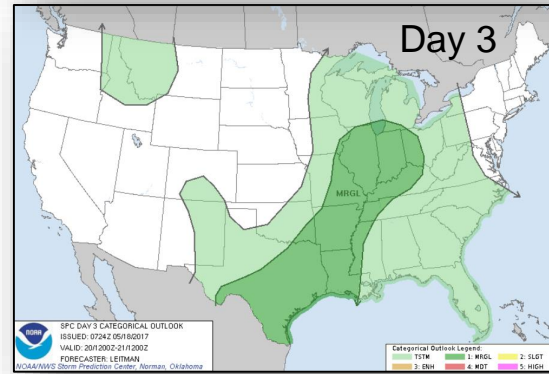 Day 3
MRGL
NOAA
SPC DAY 3 CATEGORICAL OUTLOOK
ISSUED: 0724Z 05/18/2017
VALID: 20/1200Z-21/1200Z
FORECASTER: LEITMAN
NOAA/NWS Storm Prediction Center, Norman, Oklahoma
Categorical Outlook Legend:
TSTM 1: MRGL 2: SLGT
3: ENH 4: MDT 5: HIGH